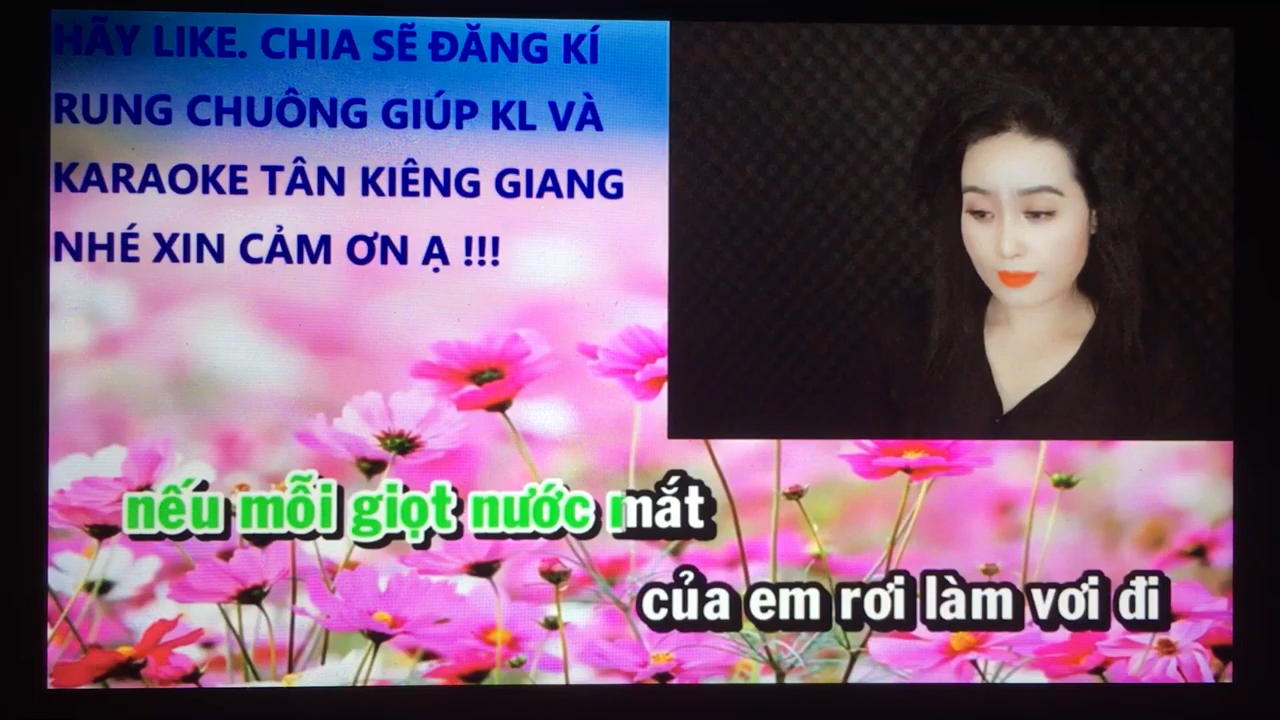 HÃY LIKE. CHIA SẼ ĐĂNG KÍ
RUNG CHUÔNG GIÚP KL VÀ
KARAOKE TÂN KIÊNG GIANG
NHÉ XIN CẢM ƠN Ạ !!!
nếu mỗi giọt nước mắt
của em rơi làm vơi đi